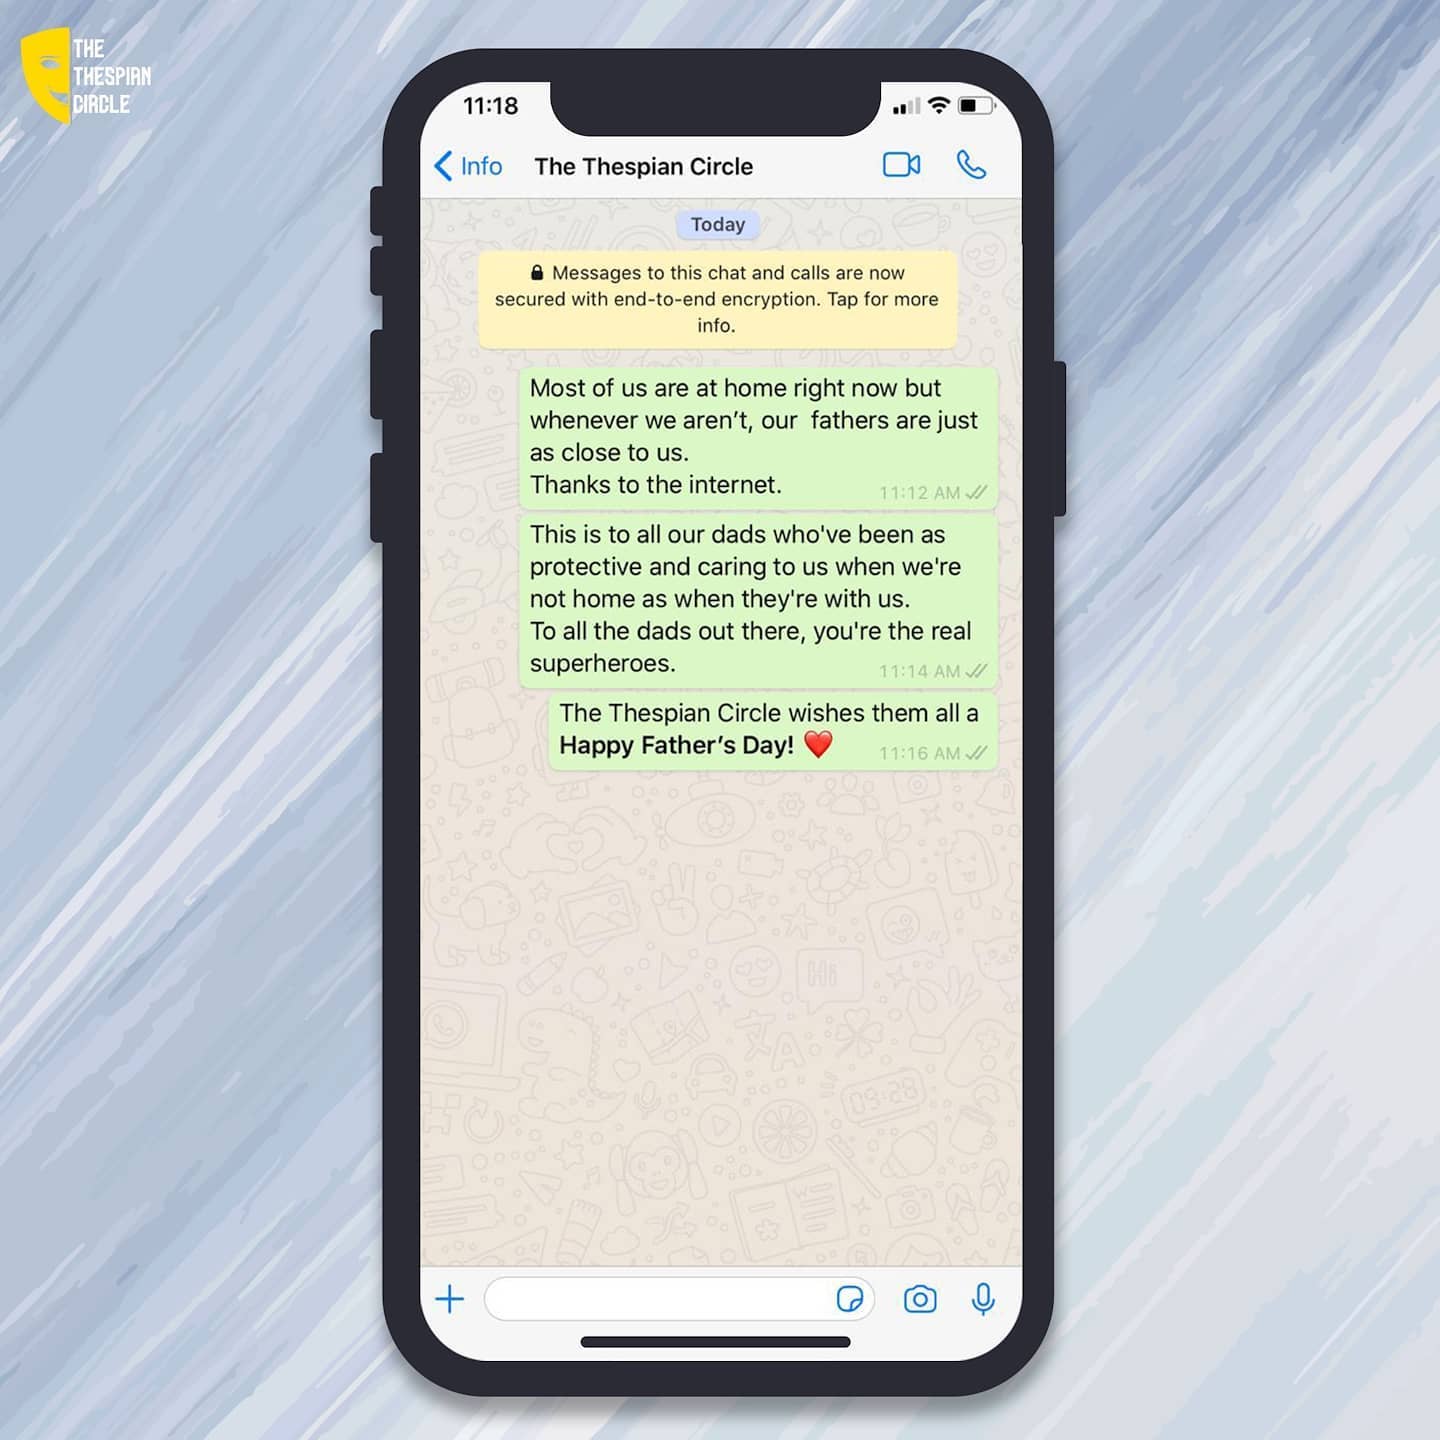 THE
THESPIAN
CIRCLE
11:18
Info
The Thespian Circle
Today
Messages to this chat and calls are now
secured with end-to-end encryption. Tap for more
info.
Most of us are at home right now but
whenever we aren’t, our  fathers are just
as close to us.
Thanks to the internet.
11:12 AM
This is to all our dads who've been as
protective and caring to us when we're
not home as when they're with us.
To all the dads out there, you're the real
superheroes.
11:14 AM
The Thespian Circle wishes them all a
Happy Father’s Day! ❤️
11:16 AM
Hi
09:28